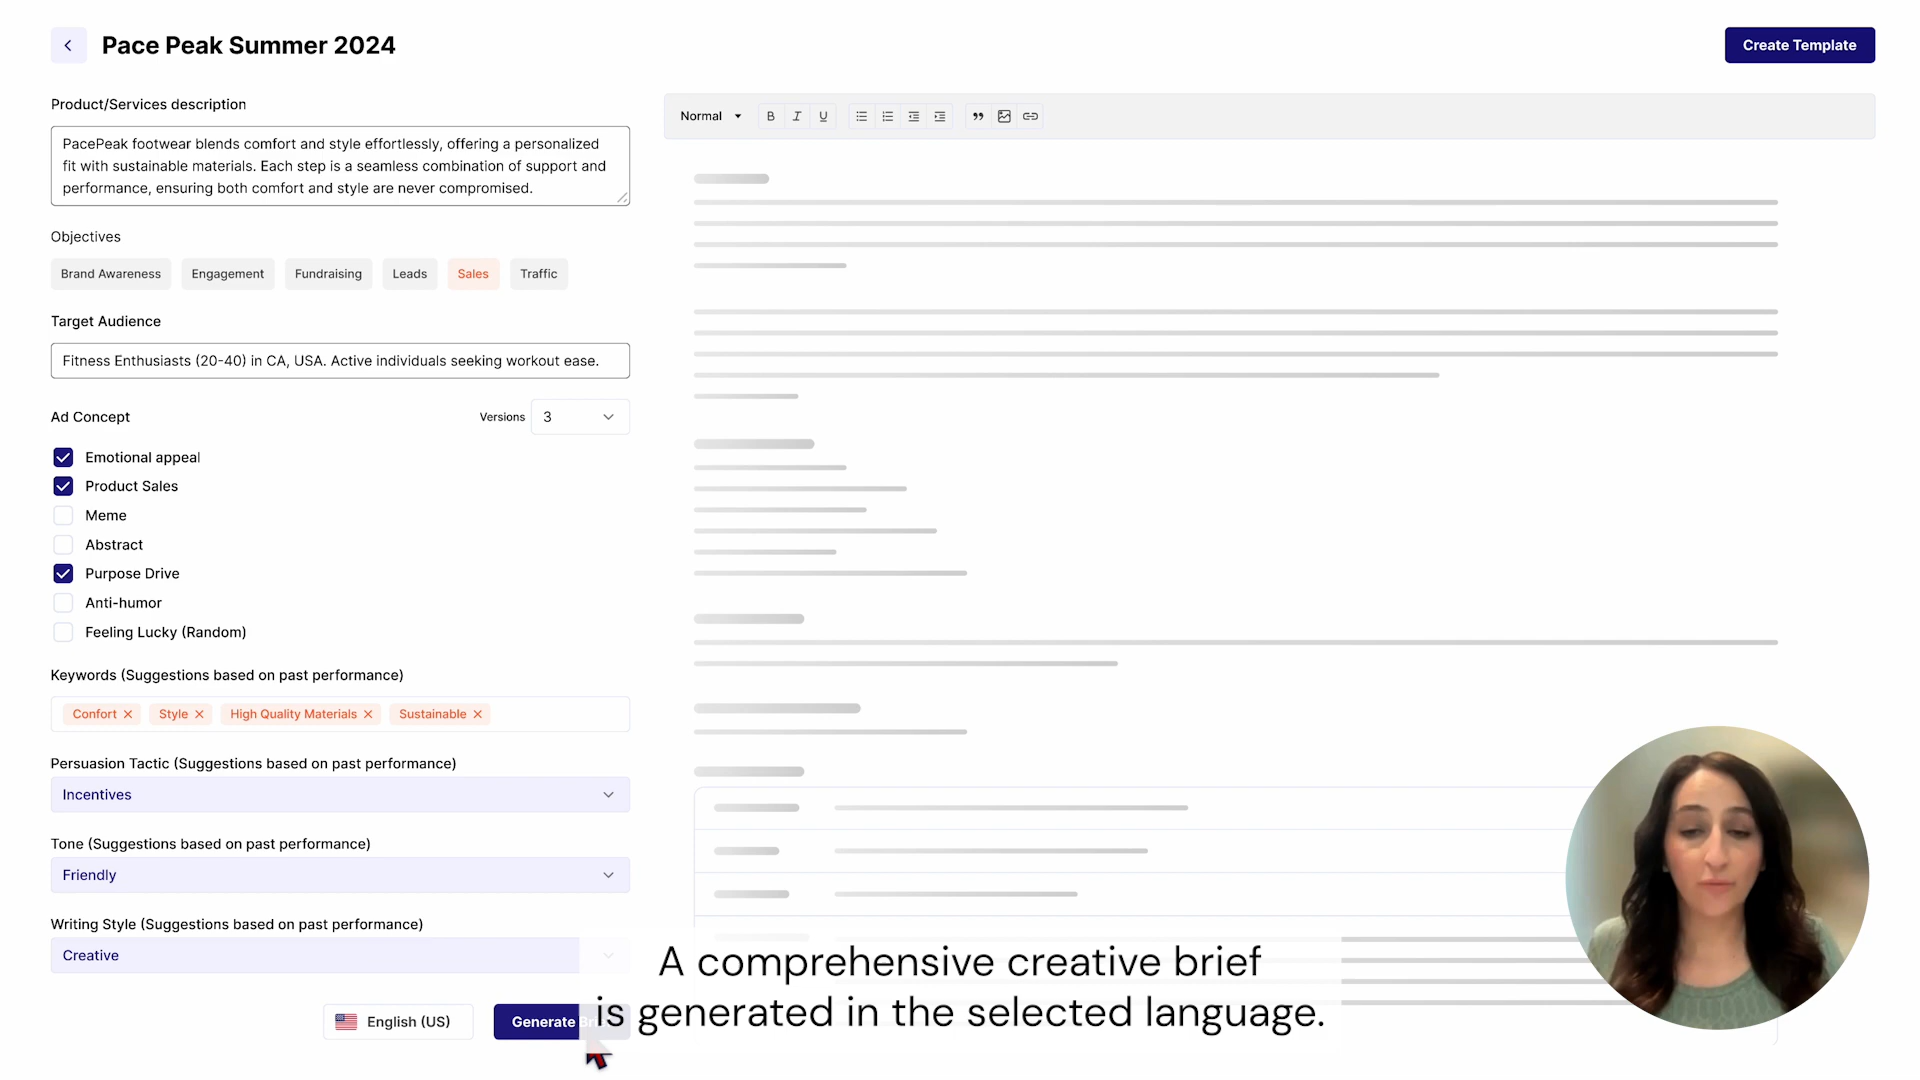 Pace Peak Summer 2024
Create Template
Product/Services description
PacePeak footwear blends comfort and style effortlessly, offering a personalized
fit with sustainable materials. Each step is a seamless combination of support and
performance, ensuring both comfort and style are never compromised.
Objectives
Brand Awareness
Engagement
Fundraising
Leads
Sales
Traffic
Target Audience
Fitness Enthusiasts (20-40) in CA, USA. Active individuals seeking workout ease.
Ad Concept
Versions
3
Emotional appeal
Product Sales
Meme
Abstract
Purpose Drive
Anti-humor
Feeling Lucky (Random)
Keywords (Suggestions based on past performance)
Confort
Style
High Quality Materials
Sustainable
Persuasion Tactic (Suggestions based on past performance)
Incentives
Tone (Suggestions based on past performance)
Friendly
Writing Style (Suggestions based on past performance)
Creative
English (US)
Generate
Normal
B I U
A comprehensive creative brief
is generated in the selected language.